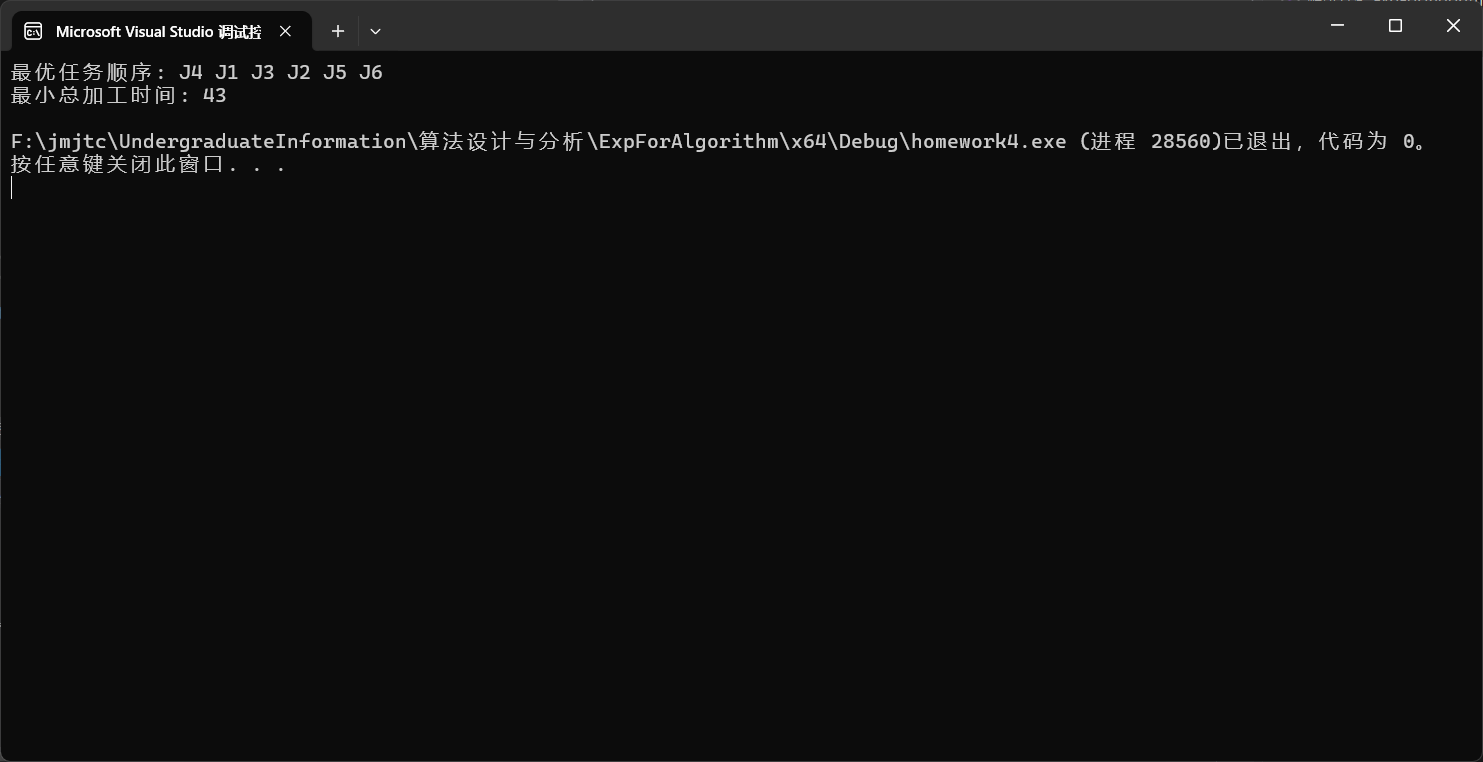 Microsoft Visual Studio 调试控
最优任务顺序: J4 J1 J3 J2 J5 J6
最小总加工时间: 43
F:\jmjtc\UndergraduateInformation\算法设计与分析\ExpForAlgorithm\x64\Debug\homework4.exe (进程 28560)已退出，代码为 0。
按任意键关闭此窗口. . .